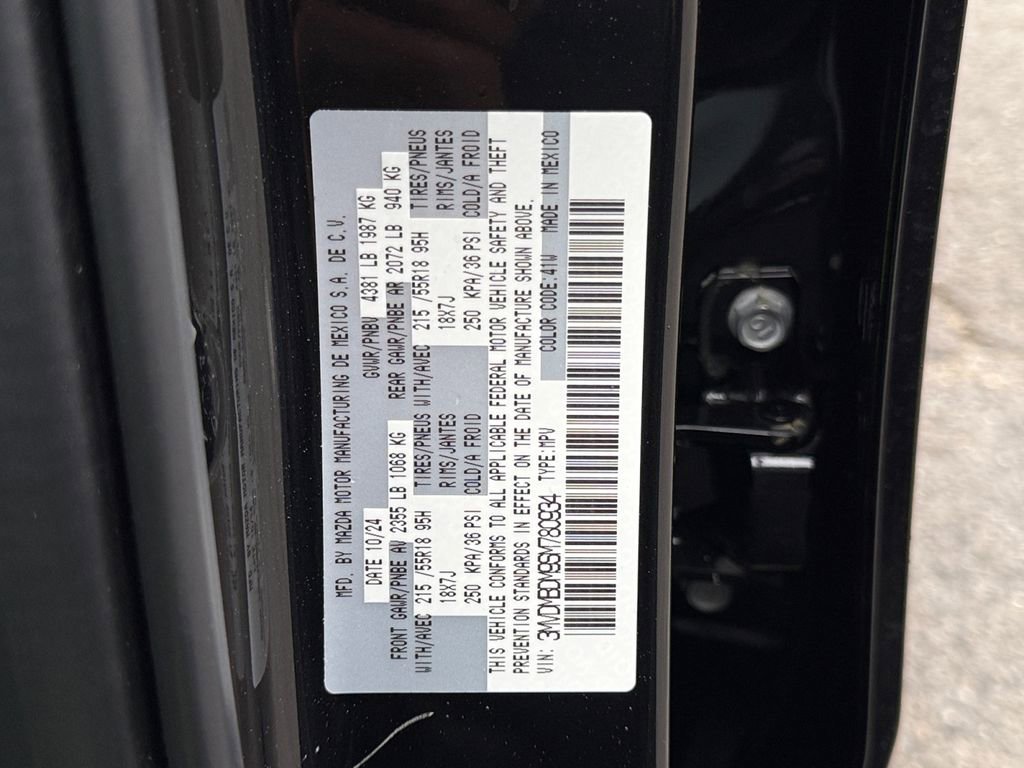 MFD. BY MAZDA MOTOR MANUFACTURING DE MEXICO S.A. DE C.V.
DATE 10/24 GVWR/PNBV 4381 LB 1987 KG
FRONT GAWR/PNBE AV 2355 LB 1068 KG REAR GAWR/PNBE AR 2072 LB 940 KG
WITH/AVEC 215 /55R18 95H TIRES/PNEUS WITH/AVEC 215 /55R18 95H TIRES/PNEUS
18X7J RIMS/JANTES 18X7J RIMS/JANTES
250 KPA/36 PSI COLD/A FROID 250 KPA/36 PSI COLD/A FROID
THIS VEHICLE CONFORMS TO ALL APPLICABLE FEDERAL MOTOR VEHICLE SAFETY AND THEFT
PREVENTION STANDARDS IN EFFECT ON THE DATE OF MANUFACTURE SHOWN ABOVE.
VIN: 3MVDMBDY9SM780934 TYPE:MPV COLOR CODE:41W MADE IN MEXICO